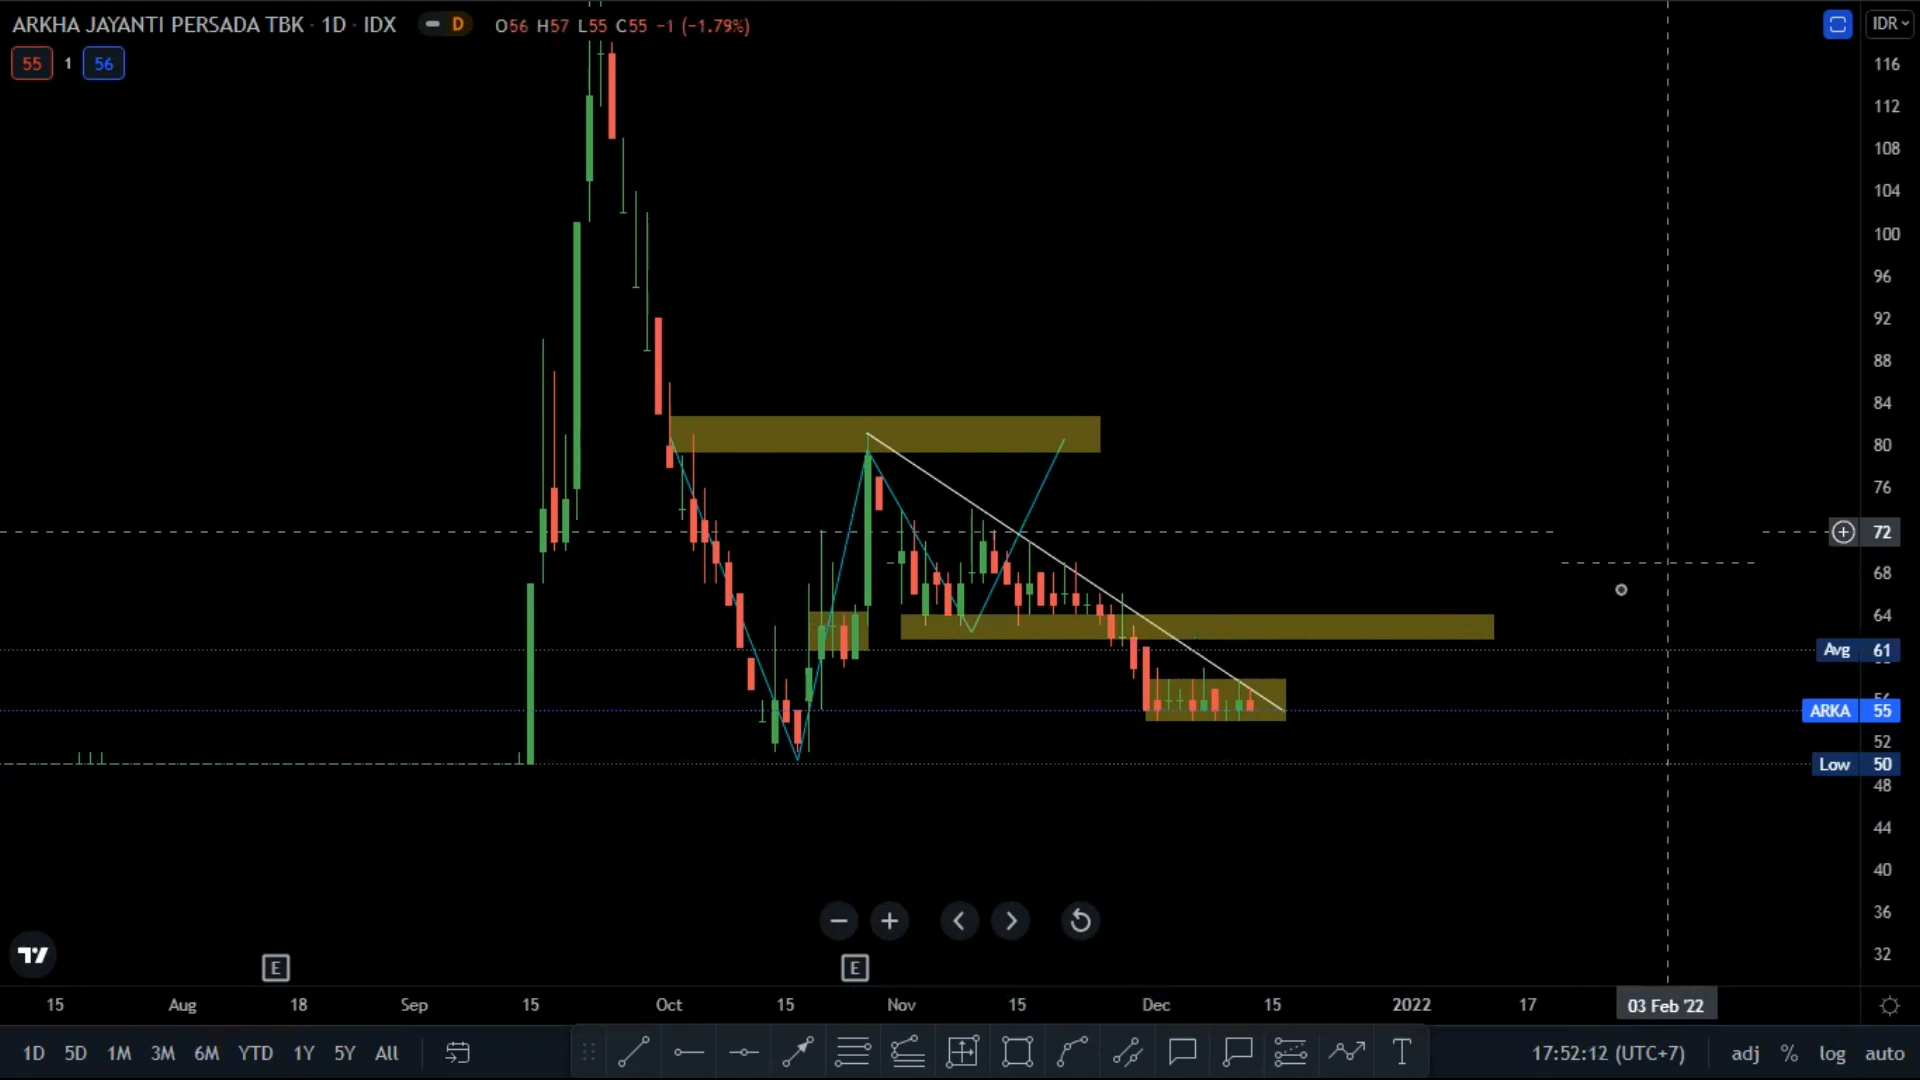 ARKHA JAYANTI PERSADA TBK · 1D · IDX D O56 H57 L55 C55 −1 (−1.79%) IDR
55 1 56
116
112
108
104
100
96
92
88
84
80
76
72
68
64
Avg 61
ARKA 55
52
Low 50
48
44
40
36
32
E E
15 Aug 18 Sep 15 Oct 15 Nov 15 Dec 15 2022 17 03 Feb '22
1D 5D 1M 3M 6M YTD 1Y 5Y All T 17:52:12 (UTC+7) adj % log auto